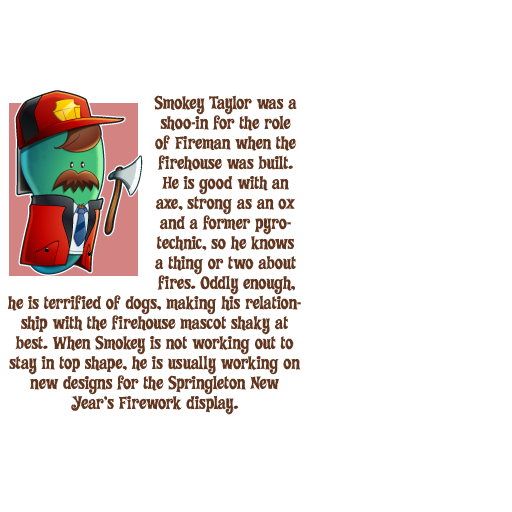 Smokey Taylor was a
shoo-in for the role
of Fireman when the
firehouse was built.
He is good with an
axe, strong as an ox
and a former pyro-
technic, so he knows
a thing or two about
fires. Oddly enough,
he is terrified of dogs, making his relation-
ship with the firehouse mascot shaky at
best. When Smokey is not working out to
stay in top shape, he is usually working on
new designs for the Springleton New
Year's Firework display.